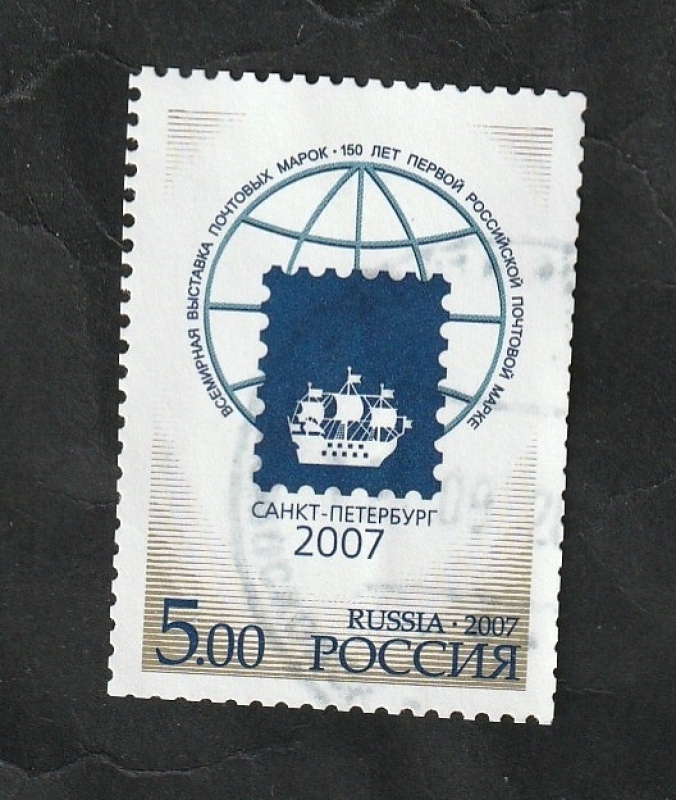 ВСЕМИРНАЯ ВЫСТАВКА ПОЧТОВЫХ МАРОК · 150 ЛЕТ ПЕРВОЙ РОССИЙСКОЙ ПОЧТОВОЙ МАРКЕ
САНКТ-ПЕТЕРБУРГ
2007
RUSSIA · 2007
5.00 РОССИЯ